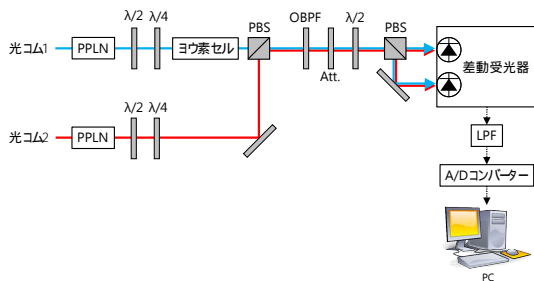 λ/2 λ/4
PBS
OBPF
λ/2
PBS
光コム1
PPLN
ヨウ素セル
Att.
差動受光器
λ/2 λ/4
光コム2
PPLN
LPF
A/Dコンバーター
PC